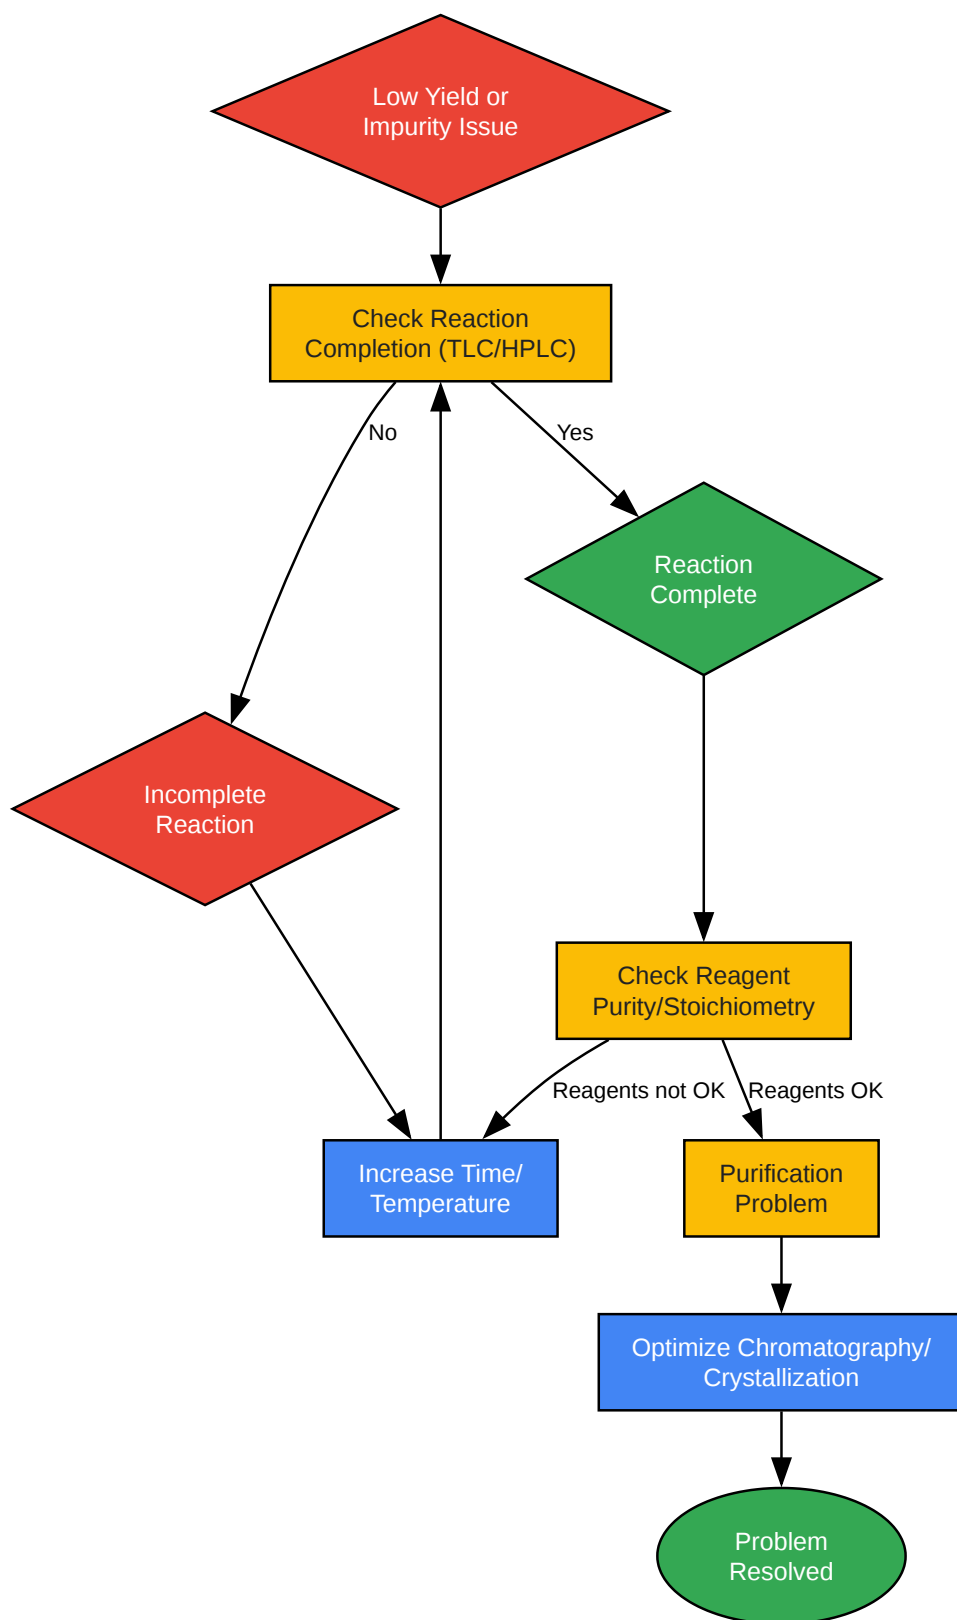 Low Yield or
Impurity Issue
Check Reaction
Completion (TLC/HPLC)
No
Yes
Reaction
Complete
Incomplete
Reaction
Check Reagent
Purity/Stoichiometry
Reagents not OK
Reagents OK
Increase Time/
Temperature
Purification
Problem
Optimize Chromatography/
Crystallization
Problem
Resolved